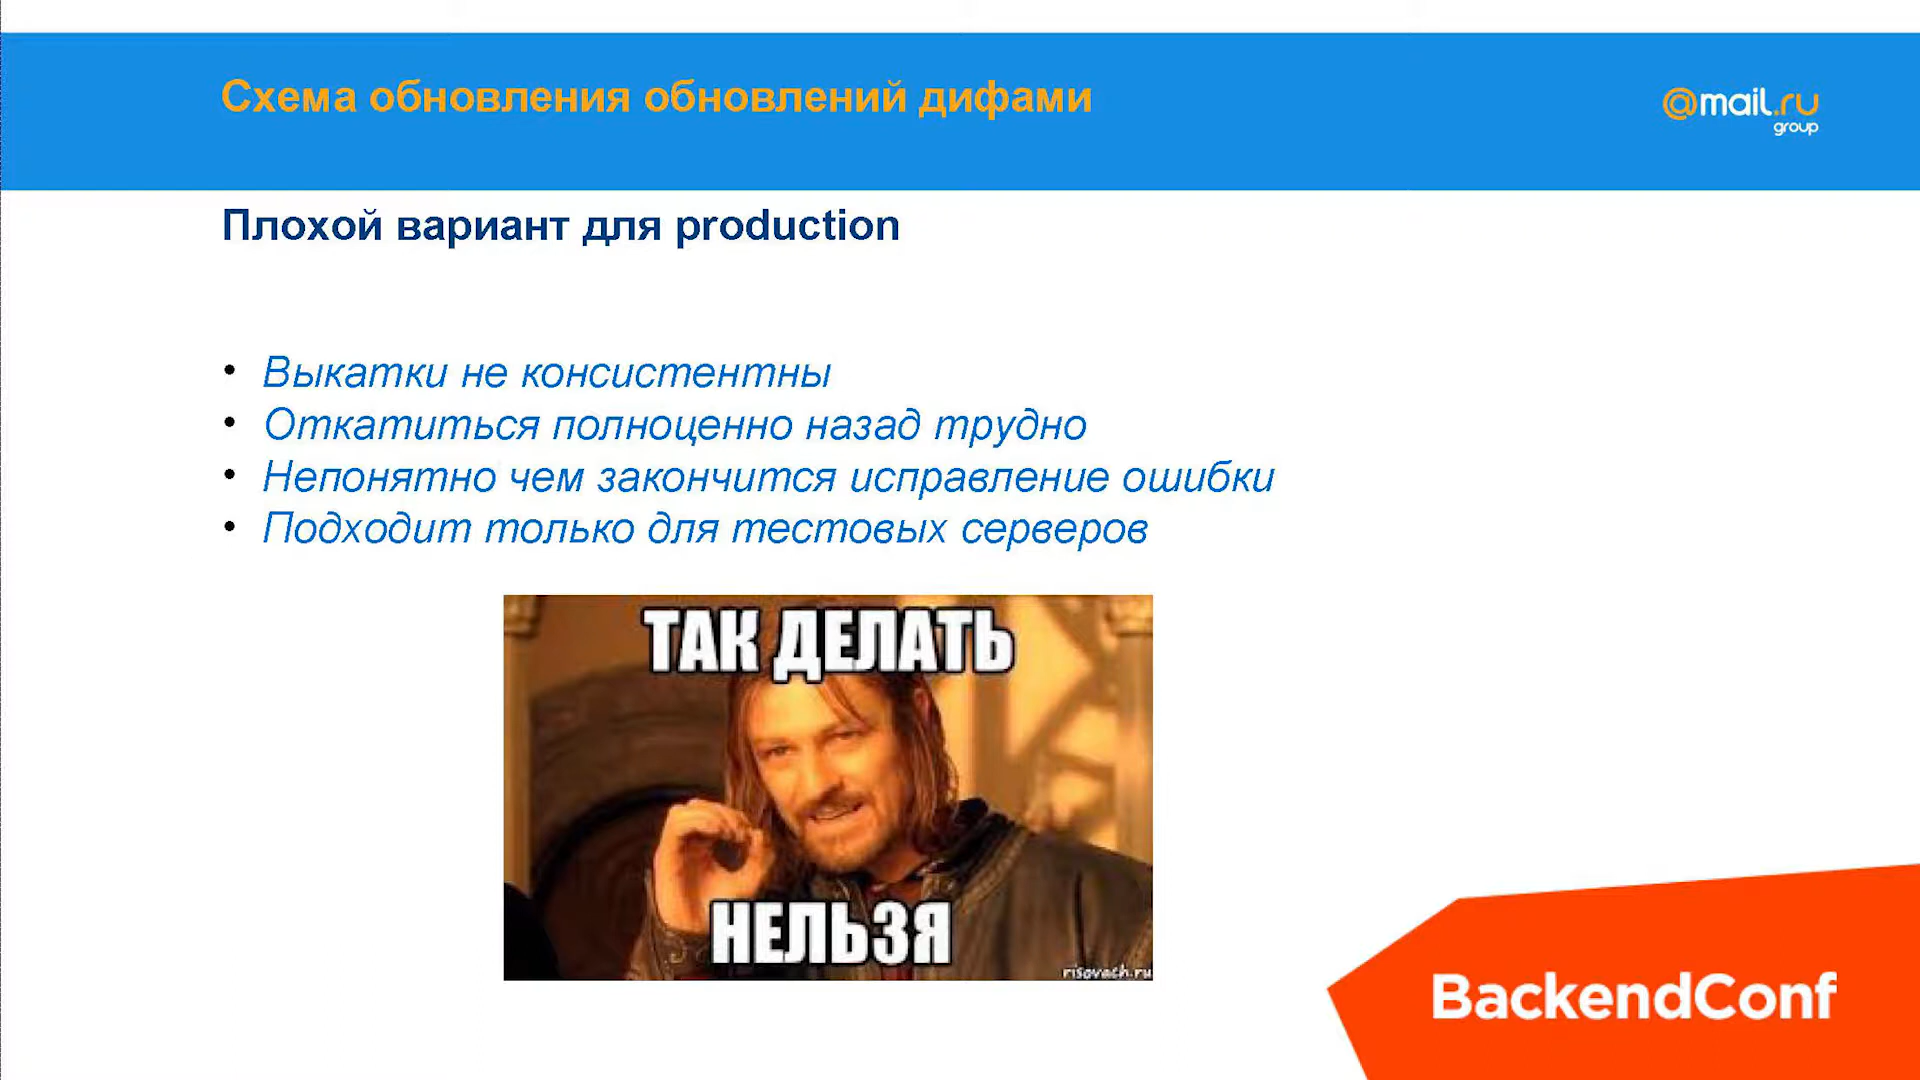 Схема обновления обновлений дифами
@mail.ru
group
Плохой вариант для production
• Выкатки не консистентны
• Откатиться полноценно назад трудно
• Непонятно чем закончится исправление ошибки
• Подходит только для тестовых серверов
ТАК ДЕЛАТЬ
НЕЛЬЗЯ
risovach.ru
BackendConf